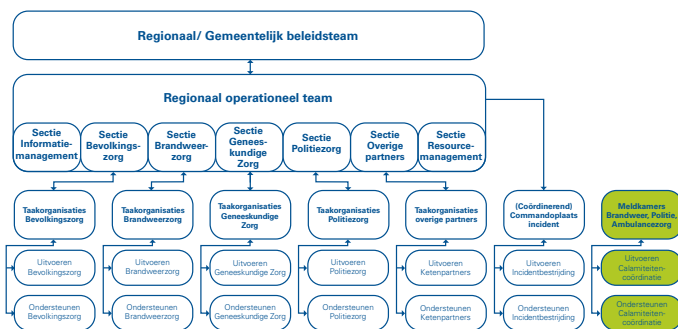 Regionaal/ Gemeentelijk beleidsteam
Regionaal operationeel team
Sectie
Informatie-
management
Sectie
Bevolkings-
zorg
Sectie
Brandweer-
zorg
Sectie
Genees-
kundige
Zorg
Sectie
Politiezorg
Sectie
Overige
partners
Sectie
Resource-
management
Taakorganisaties
Bevolkingszorg
Taakorganisaties
Brandweerzorg
Taakorganisaties
Geneeskundige
Zorg
Taakorganisaties
Politiezorg
Taakorganisaties
overige partners
(Coördinerend)
Commandoplaats
incident
Meldkamers
Brandweer, Politie,
Ambulancezorg
Uitvoeren
Bevolkingszorg
Uitvoeren
Brandweerzorg
Uitvoeren
Geneeskundige Zorg
Uitvoeren
Politiezorg
Uitvoeren
Ketenpartners
Uitvoeren
Incidentbestrijding
Uitvoeren
Calamiteiten-
coördinatie
Ondersteunen
Bevolkingszorg
Ondersteunen
Brandweerzorg
Ondersteunen
Geneeskundige Zorg
Ondersteunen
Politiezorg
Ondersteunen
Ketenpartners
Ondersteunen
Incidentbestrijding
Ondersteunen
Calamiteiten-
coördinatie